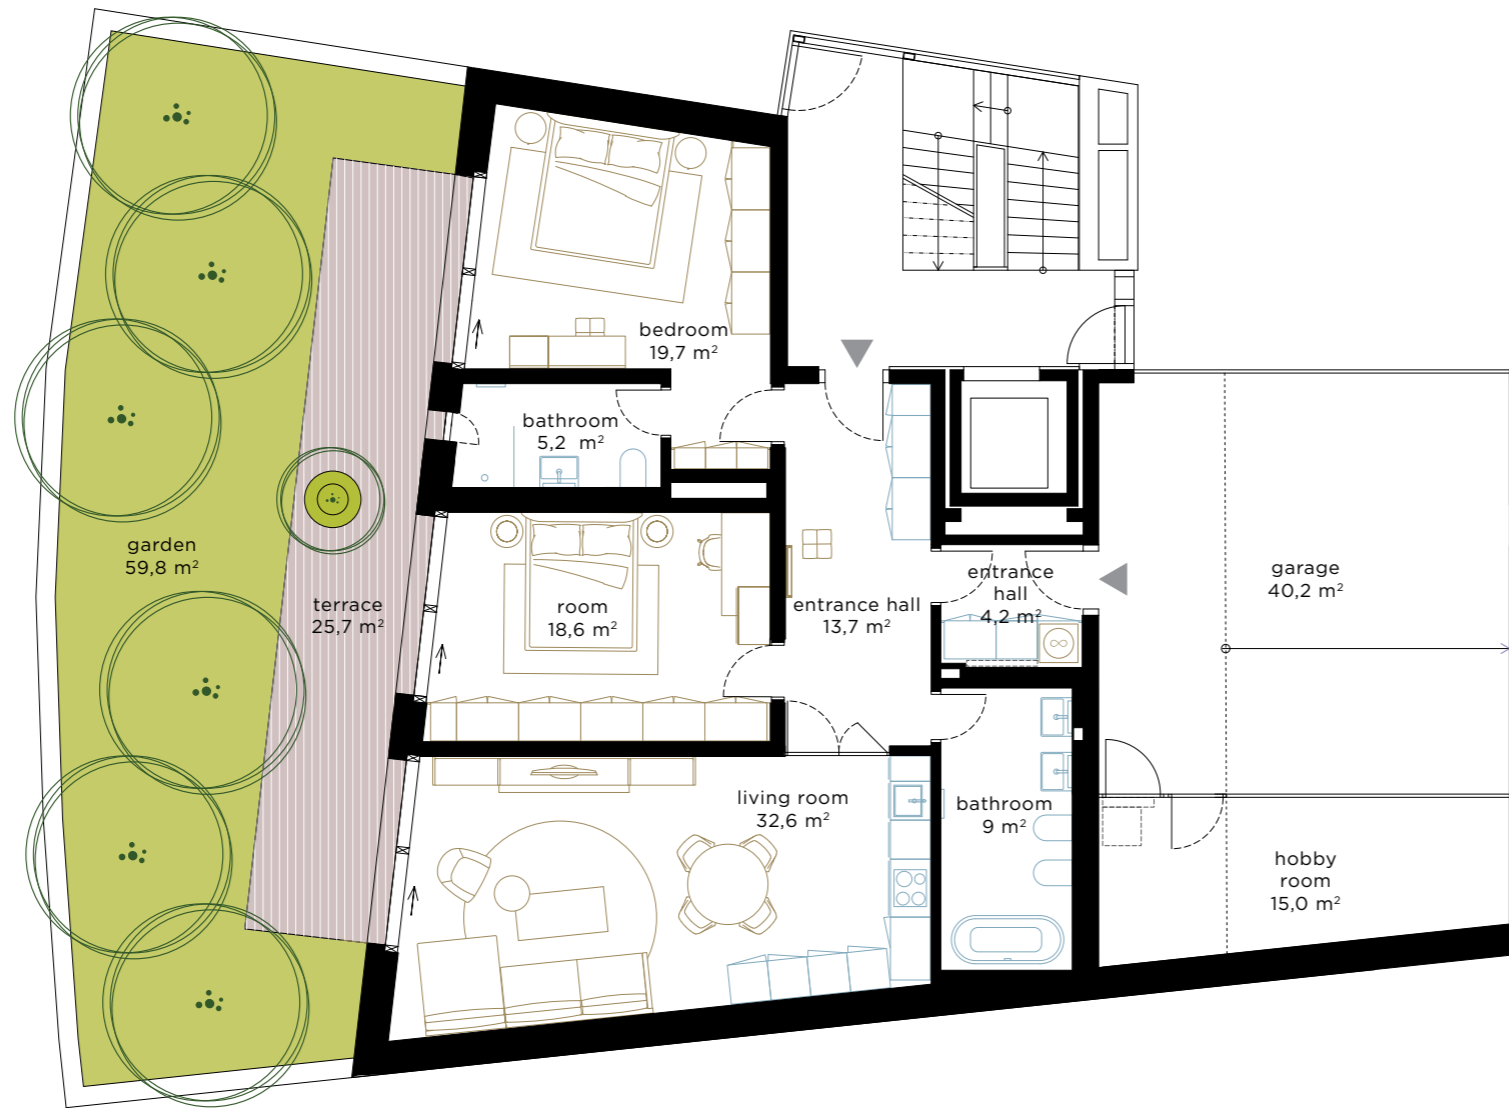 bedroom
19,7 m²
bathroom
5,2 m²
garden
59,8 m²
terrace
25,7 m²
room
18,6 m²
entrance hall
13,7 m²
entrance
hall
4,2 m²
garage
40,2 m²
living room
32,6 m²
bathroom
9 m²
hobby
room
15,0 m²